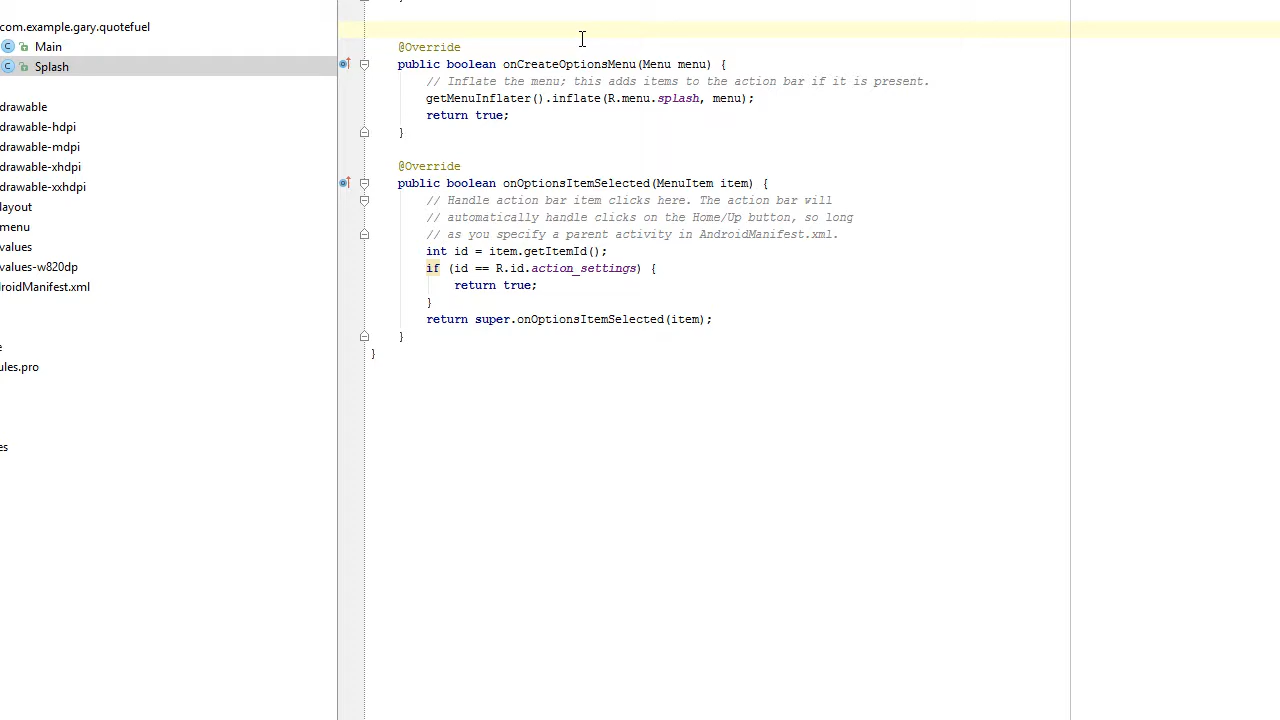 com.example.gary.quotefuel
Main
Splash
drawable
drawable-hdpi
drawable-mdpi
drawable-xhdpi
drawable-xxhdpi
layout
menu
values
values-w820dp
roidManifest.xml
e
ules.pro
es
}
@Override
public boolean onCreateOptionsMenu(Menu menu) {
// Inflate the menu; this adds items to the action bar if it is present.
getMenuInflater().inflate(R.menu.splash, menu);
return true;
}
@Override
public boolean onOptionsItemSelected(MenuItem item) {
// Handle action bar item clicks here. The action bar will
// automatically handle clicks on the Home/Up button, so long
// as you specify a parent activity in AndroidManifest.xml.
int id = item.getItemId();
if (id == R.id.action_settings) {
return true;
}
return super.onOptionsItemSelected(item);
}
}